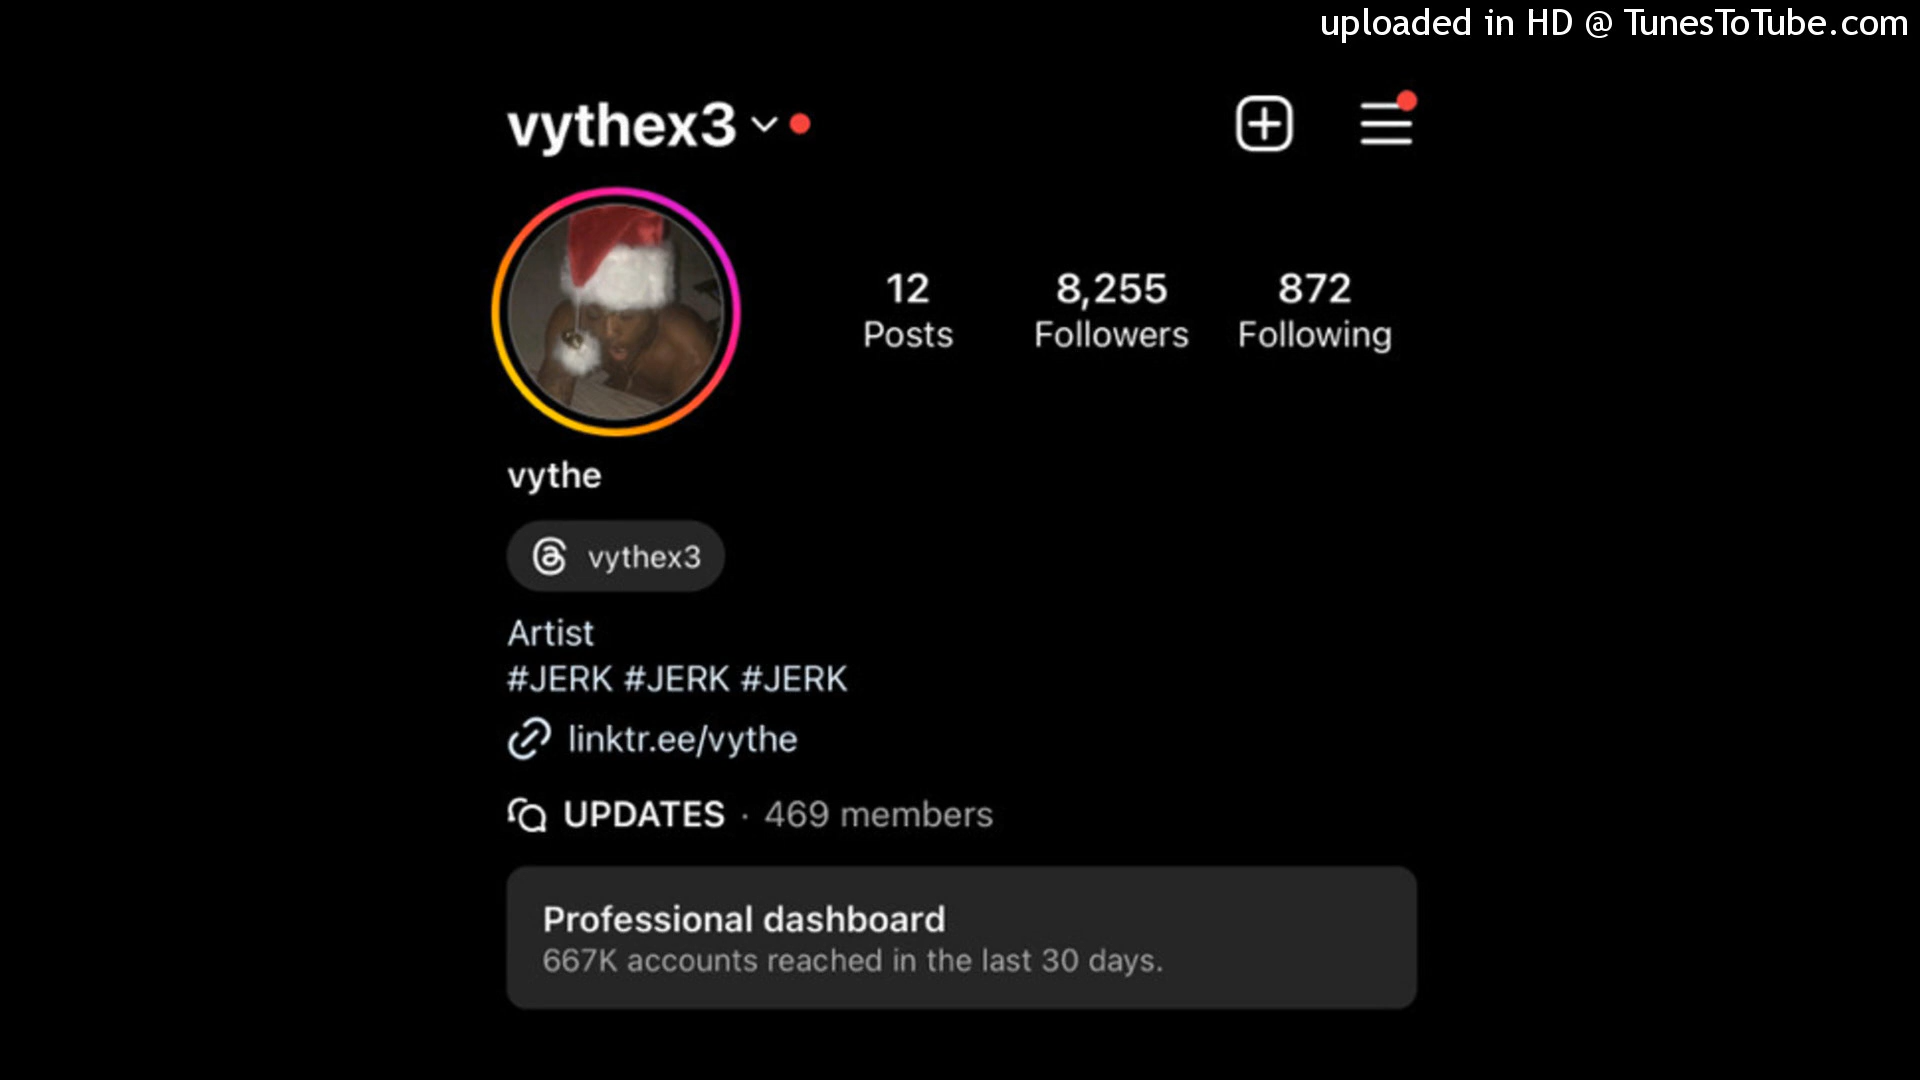 uploaded in HD @ TunesToTube.com
vythex3
12 8,255 872
Posts Followers Following
vythe
vythex3
Artist
#JERK #JERK #JERK
linktr.ee/vythe
UPDATES · 469 members
Professional dashboard
667K accounts reached in the last 30 days.